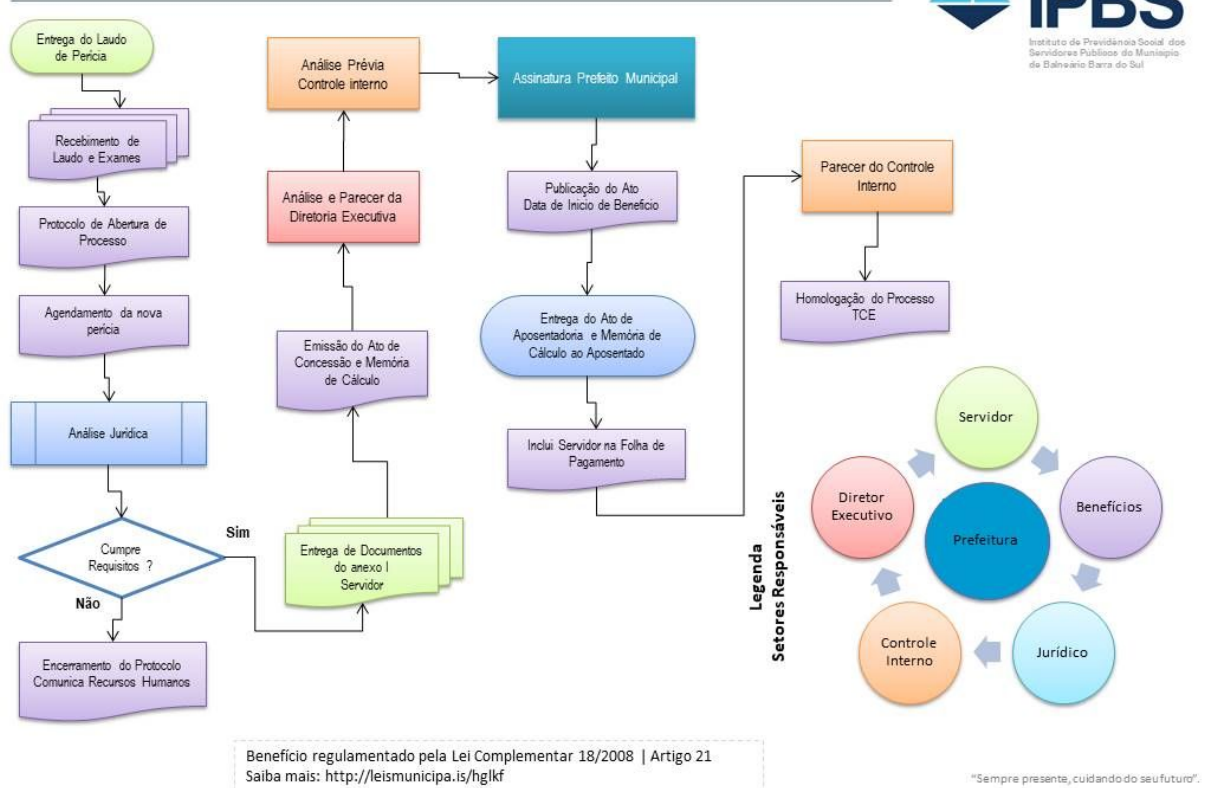 IPBS
Instituto de Previdência Social dos
Servidores Públicos do Município
de Balneário Barra do Sul
Entrega do Laudo
de Perícia
Recebimento de
Laudo e Exames
Protocolo de Abertura de
Processo
Agendamento da nova
perícia
Análise Jurídica
Cumpre
Requisitos ?
Sim
Não
Encerramento do Protocolo
Comunica Recursos Humanos
Entrega de Documentos
do anexo I
Servidor
Emissão do Ato de
Concessão e Memória
de Cálculo
Análise e Parecer da
Diretoria Executiva
Análise Prévia
Controle interno
Assinatura Prefeito Municipal
Publicação do Ato
Data de Inicio de Beneficio
Entrega do Ato de
Aposentadoria e Memória de
Cálculo ao Aposentado
Inclui Servidor na Folha de
Pagamento
Parecer do Controle
Interno
Homologação do Processo
TCE
Legenda
Setores Responsáveis
Servidor
Benefícios
Jurídico
Controle
Interno
Diretor
Executivo
Prefeitura
Benefício regulamentado pela Lei Complementar 18/2008 | Artigo 21
Saiba mais: http://leismunicipa.is/hglkf
"Sempre presente, cuidando do seu futuro".